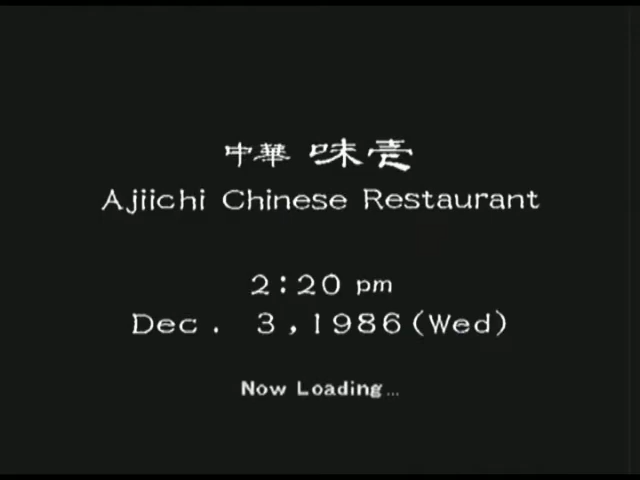 中華 味壱
Ajiichi Chinese Restaurant
2:20 pm
Dec. 3,1986(Wed)
Now Loading...